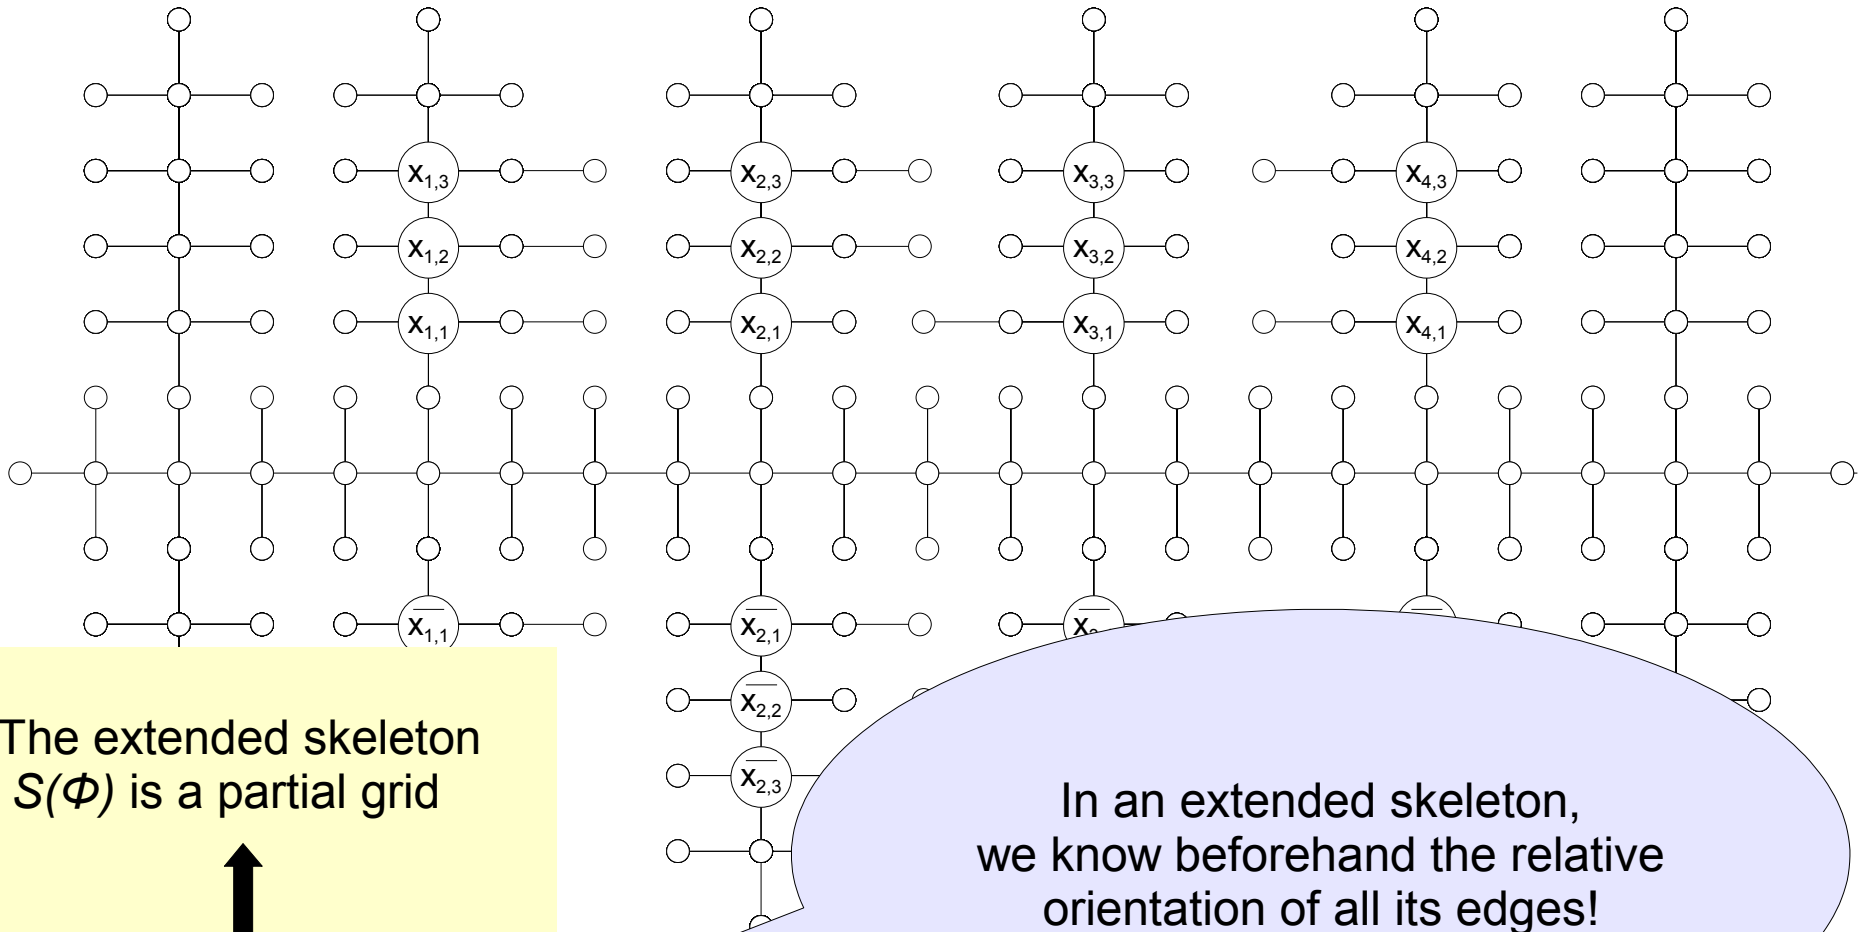 x1,3 x2,3 x3,3 x4,3
x1,2 x2,2 x3,2 x4,2
x1,1 x2,1 x3,1 x4,1
x̅1,1 x̅2,1
x̅2,2
x̅2,3
The extended skeleton
S(Φ) is a partial grid
In an extended skeleton,
we know beforehand the relative
orientation of all its edges!